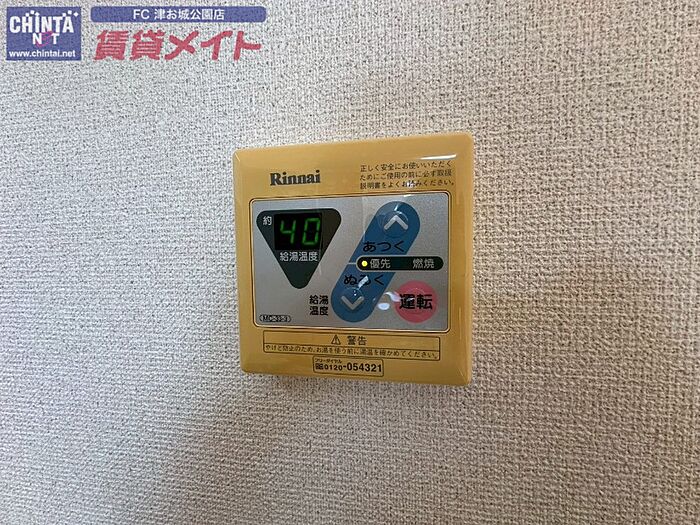 CHINTAI NET
www.chintai.net
FC 津お城公園店
賃貸メイト
Rinnai
正しく安全にお使いいただく
ためにご使用の前に必ず取扱
説明書をよくお読みください。
約
40
給湯温度
あつく
優先 燃焼
ぬるく
給湯
温度
運転
⚠警告
やけど防止のため、お湯を使う前に湯温を確かめてください。
フリーダイヤル
0120-054321